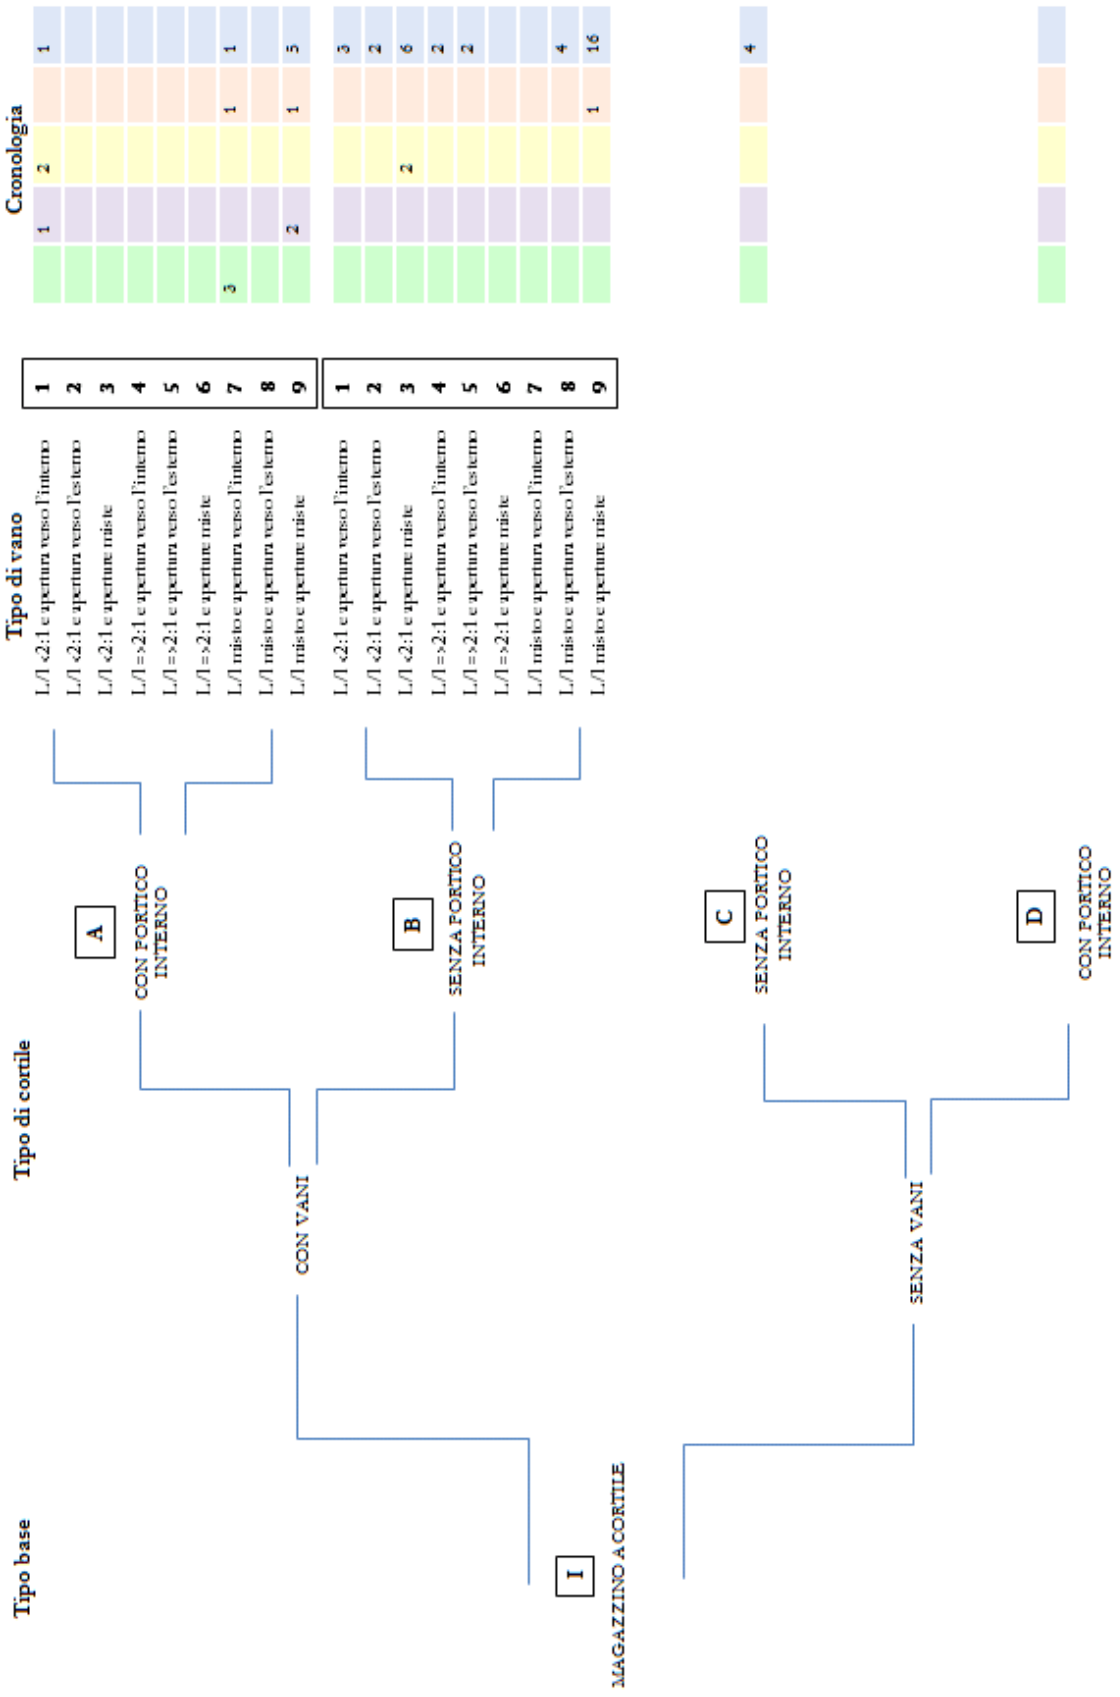 Tipo base Tipo di cortile Tipo di vano Cronologia
L/l <2:1 e apertura verso l'interno 1 1 2 1
L/l <2:1 e apertura verso l'esterno 2
L/l <2:1 e aperture miste 3
L/l =>2:1 e apertura verso l'interno 4
L/l =>2:1 e apertura verso l'esterno 5
L/l =>2:1 e aperture miste 6
L/l misto e apertura verso l'interno 7 3 1 1
L/l misto e apertura verso l'esterno 8
L/l misto e aperture miste 9 2 1 5
A
CON PORTICO
INTERNO
CON VANI
L/l <2:1 e apertura verso l'interno 1 3
L/l <2:1 e apertura verso l'esterno 2 2
L/l <2:1 e aperture miste 3 2 6
L/l =>2:1 e apertura verso l'interno 4 2
L/l =>2:1 e apertura verso l'esterno 5 2
L/l =>2:1 e aperture miste 6
L/l misto e apertura verso l'interno 7
L/l misto e apertura verso l'esterno 8 4
L/l misto e aperture miste 9 1 16
B
SENZA PORTICO
INTERNO
I
MAGAZZINO A CORTILE
C 4
SENZA PORTICO
INTERNO
SENZA VANI
D
CON PORTICO
INTERNO